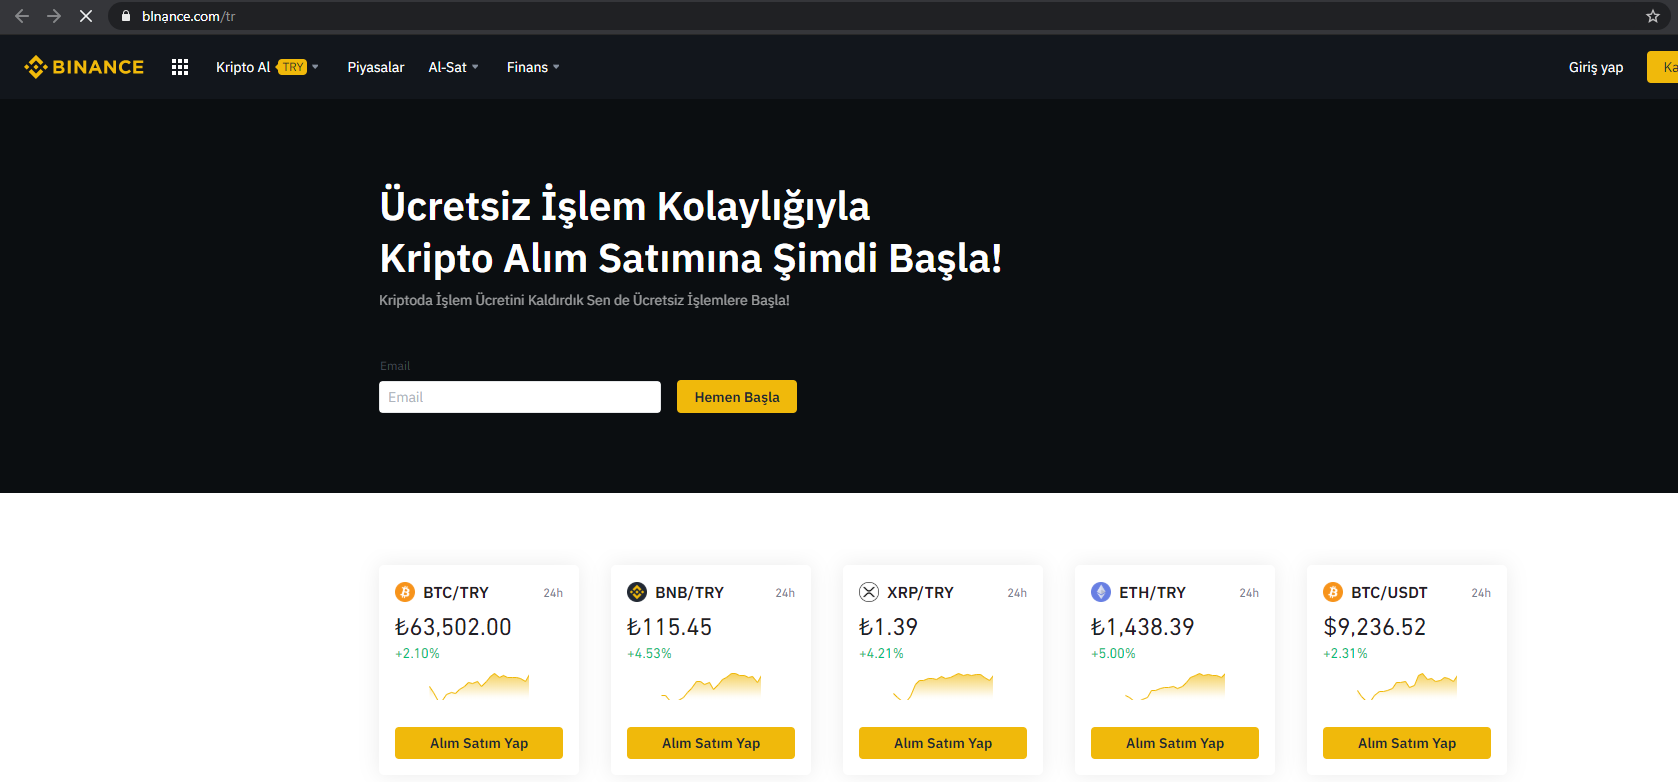 blnạnce.com/tr
BINANCE
Kripto Al TRY
Piyasalar
Al-Sat
Finans
Giriş yap
Ka
Ücretsiz İşlem Kolaylığıyla
Kripto Alım Satımına Şimdi Başla!
Kriptoda İşlem Ücretini Kaldırdık Sen de Ücretsiz İşlemlere Başla!
Email
Email
Hemen Başla
BTC/TRY 24h
₺63,502.00
+2.10%
Alım Satım Yap
BNB/TRY 24h
₺115.45
+4.53%
Alım Satım Yap
XRP/TRY 24h
₺1.39
+4.21%
Alım Satım Yap
ETH/TRY 24h
₺1,438.39
+5.00%
Alım Satım Yap
BTC/USDT 24h
$9,236.52
+2.31%
Alım Satım Yap